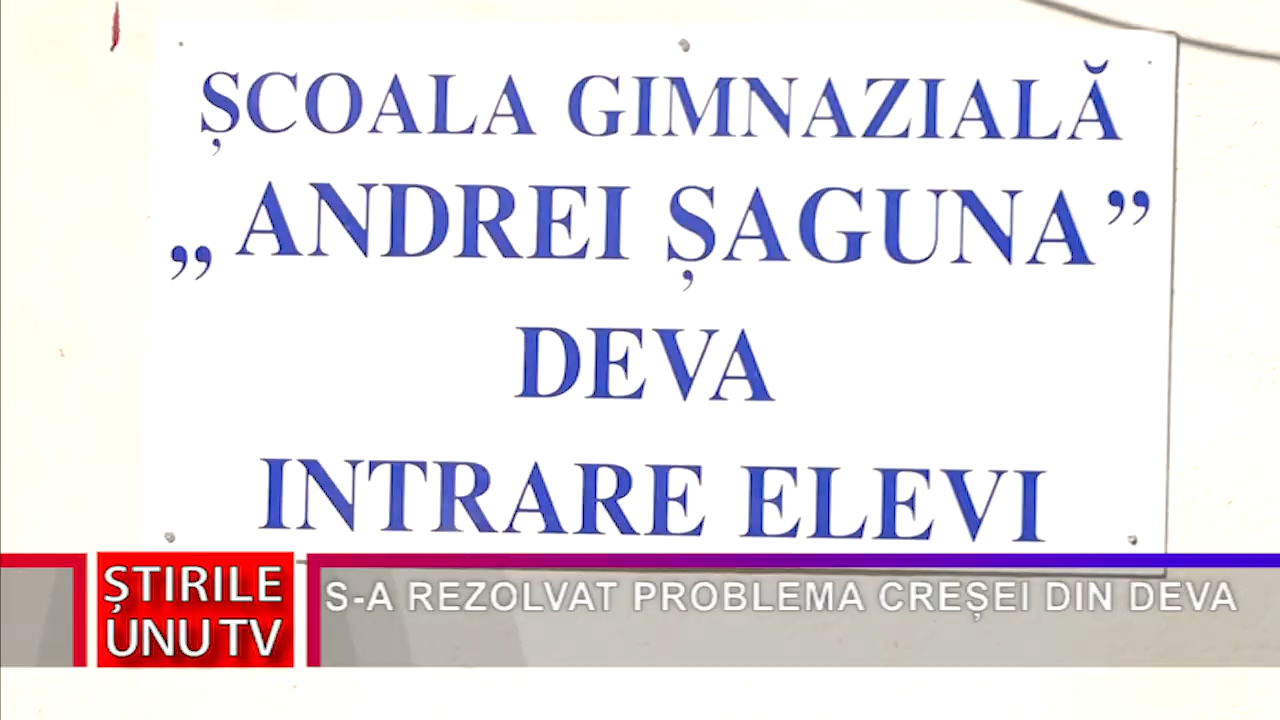 ȘCOALA GIMNAZIALĂ
„ANDREI ȘAGUNA”
DEVA
INTRARE ELEVI
ȘTIRILE
UNU TV
S-A REZOLVAT PROBLEMA CREȘEI DIN DEVA